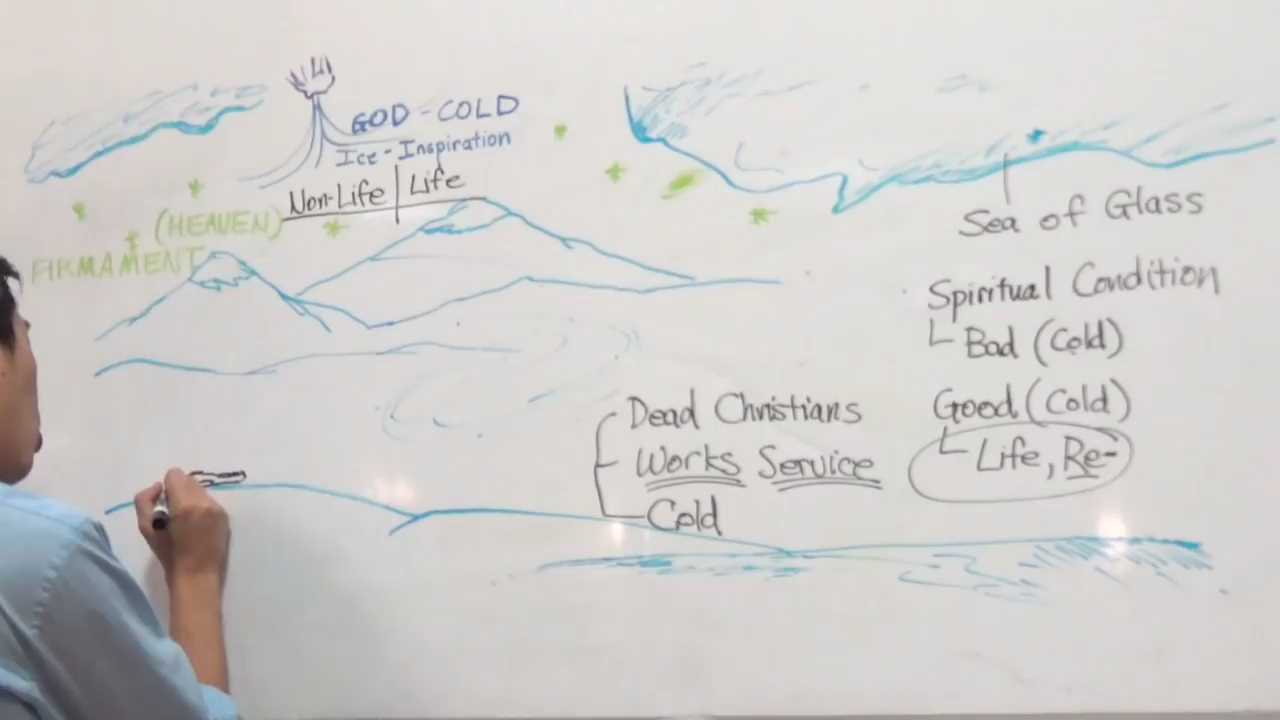 GOD - COLD
Ice - Inspiration
Non-Life | Life
(HEAVEN)
FIRMAMENT
Sea of Glass
Spiritual Condition
Bad (Cold)
Good (Cold)
Life, Re-
Dead Christians
Works Service
Cold